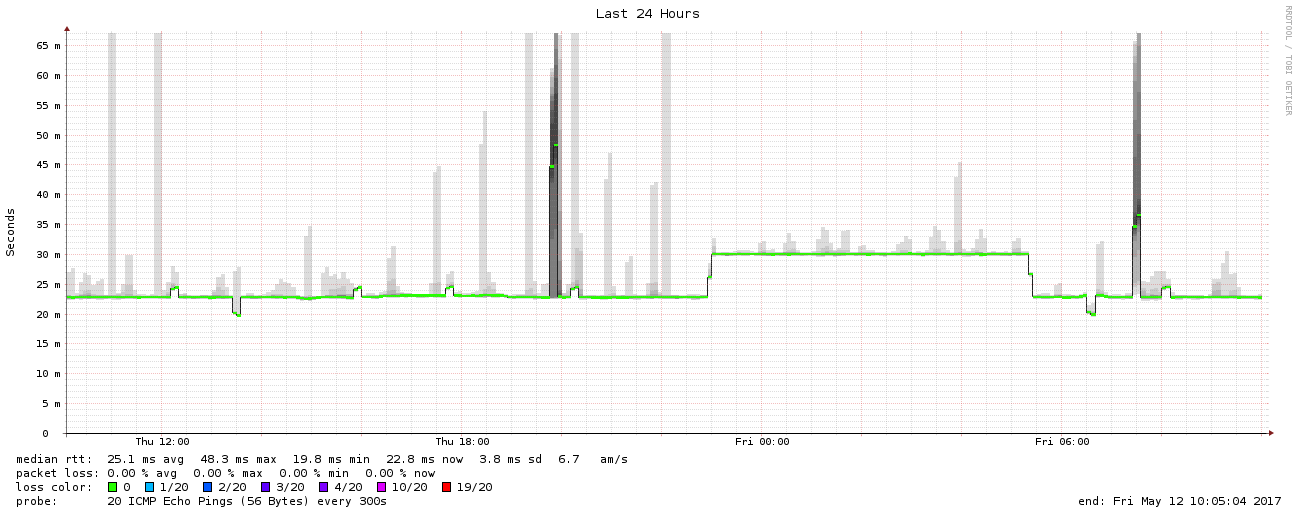 Last 24 Hours
RRDTOOL / TOBI OETIKER
Seconds
65 m
60 m
55 m
50 m
45 m
40 m
35 m
30 m
25 m
20 m
15 m
10 m
5 m
0
Thu 12:00 Thu 18:00 Fri 00:00 Fri 06:00
median rtt: 25.1 ms avg 48.3 ms max 19.8 ms min 22.8 ms now 3.8 ms sd 6.7 am/s
packet loss: 0.00 % avg 0.00 % max 0.00 % min 0.00 % now
loss color: 0 1/20 2/20 3/20 4/20 10/20 19/20
probe: 20 ICMP Echo Pings (56 Bytes) every 300s end: Fri May 12 10:05:04 2017